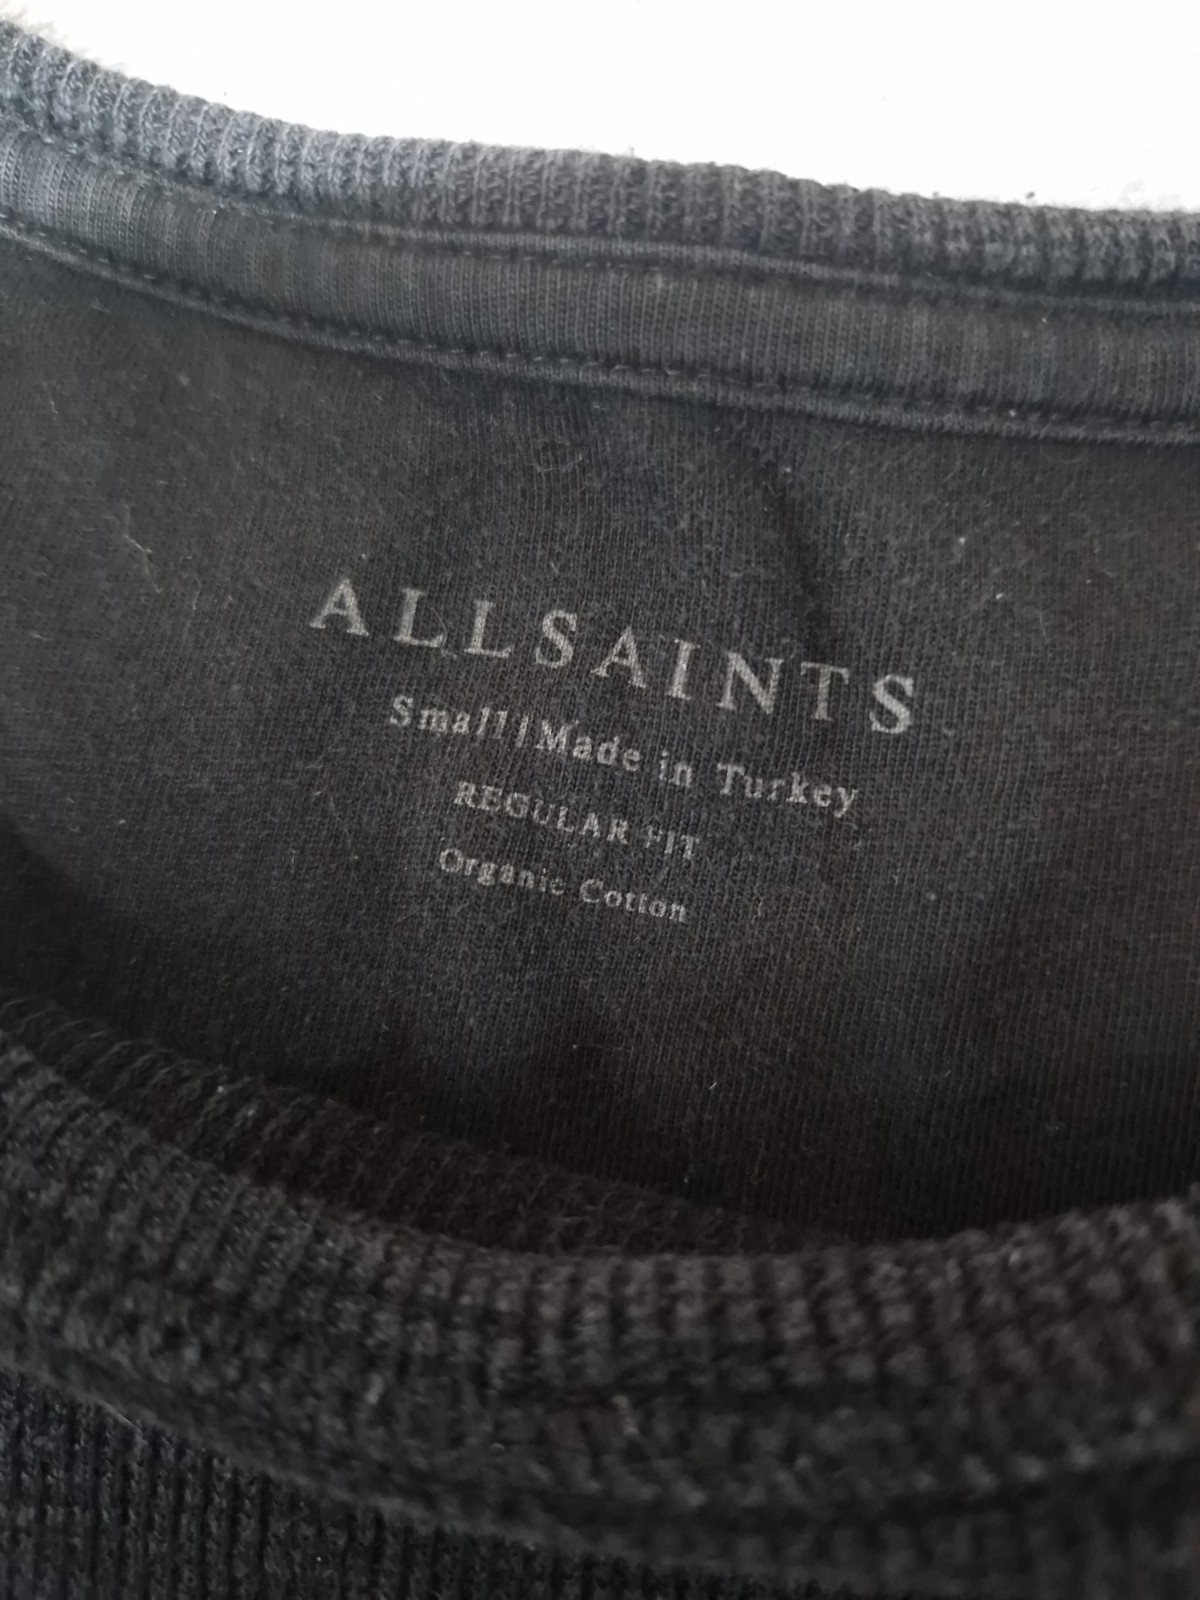 ALLSAINTS
Small|Made in Turkey
REGULAR FIT
Organic Cotton